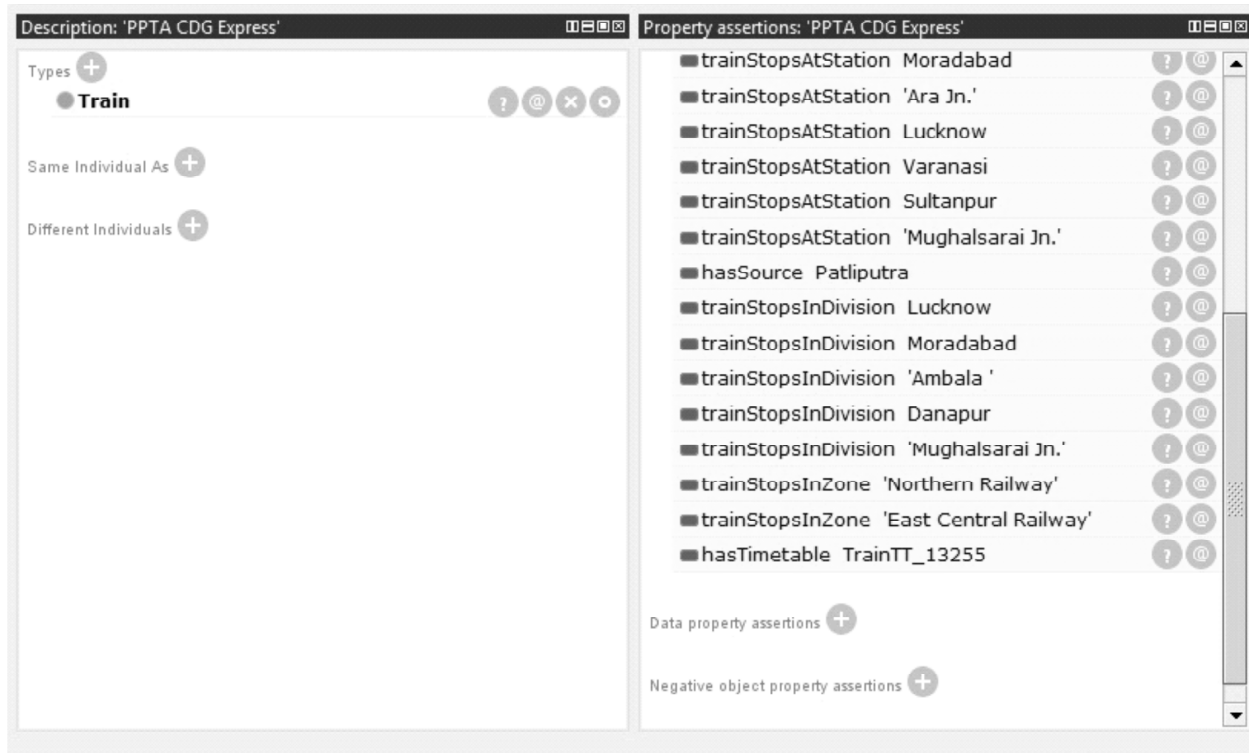 Description: 'PPTA CDG Express'
Types
Train
Same Individual As
Different Individuals
Property assertions: 'PPTA CDG Express'
trainStopsAtStation Moradabad
trainStopsAtStation 'Ara Jn.'
trainStopsAtStation Lucknow
trainStopsAtStation Varanasi
trainStopsAtStation Sultanpur
trainStopsAtStation 'Mughalsarai Jn.'
hasSource Patliputra
trainStopsInDivision Lucknow
trainStopsInDivision Moradabad
trainStopsInDivision 'Ambala '
trainStopsInDivision Danapur
trainStopsInDivision 'Mughalsarai Jn.'
trainStopsInZone 'Northern Railway'
trainStopsInZone 'East Central Railway'
hasTimetable TrainTT_13255
Data property assertions
Negative object property assertions